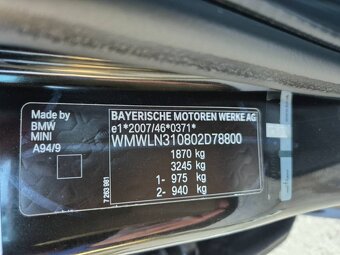 Made by
BMW
MINI
A94/9
BAYERISCHE MOTOREN WERKE AG
e1*2007/46*0371*
WMWLN310802D78800
1870 kg
3245 kg
1- 975 kg
2- 940 kg
7 263 981